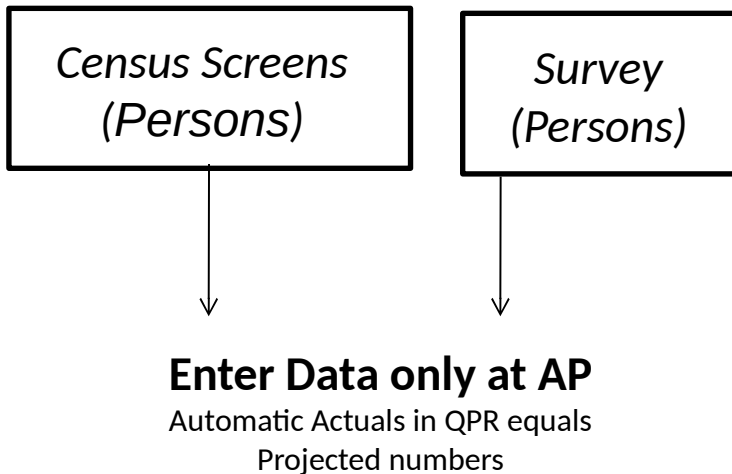 Census Screens
(Persons)
Survey
(Persons)
Enter Data only at AP
Automatic Actuals in QPR equals
Projected numbers